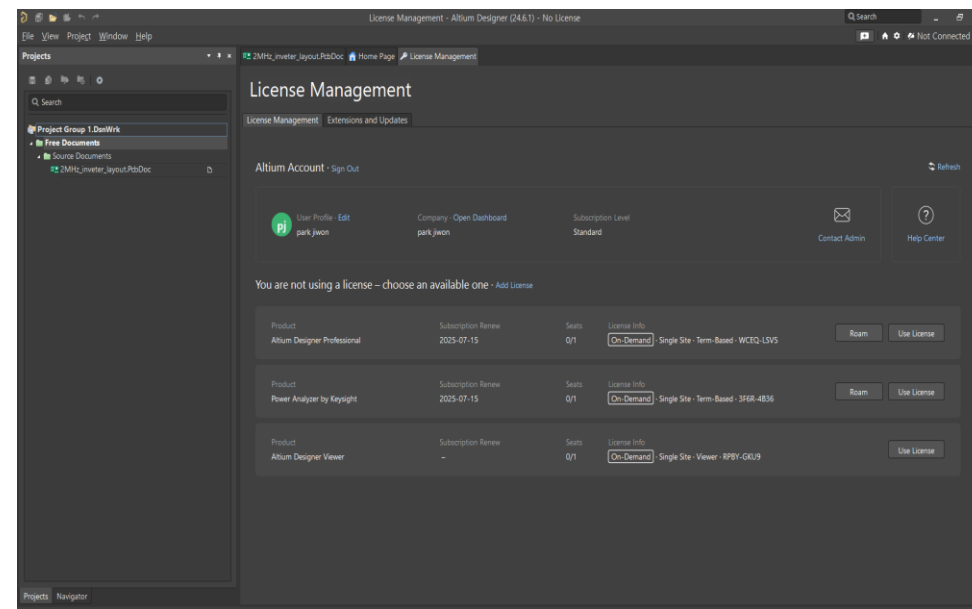 License Management - Altium Designer (24.6.1) - No License
Search
File View Project Window Help
Not Connected
Projects
2MHz_inveter_layout.PcbDoc Home Page License Management
Search
License Management
License Management Extensions and Updates
Project Group 1.DsnWrk
Free Documents
Source Documents
2MHz_inveter_layout.PcbDoc
Altium Account · Sign Out
Refresh
pj
User Profile · Edit
park jiwon
Company · Open Dashboard
park jiwon
Subscription Level
Standard
Contact Admin
Help Center
You are not using a license – choose an available one · Add License
Product Subscription Renew Seats License Info
Altium Designer Professional 2025-07-15 0/1 On-Demand · Single Site · Term-Based · WCEQ-LSV5
Roam Use License
Product Subscription Renew Seats License Info
Power Analyzer by Keysight 2025-07-15 0/1 On-Demand · Single Site · Term-Based · 3F6R-4B36
Roam Use License
Product Subscription Renew Seats License Info
Altium Designer Viewer – 0/1 On-Demand · Single Site · Viewer · RPBY-GKU9
Use License
Projects Navigator